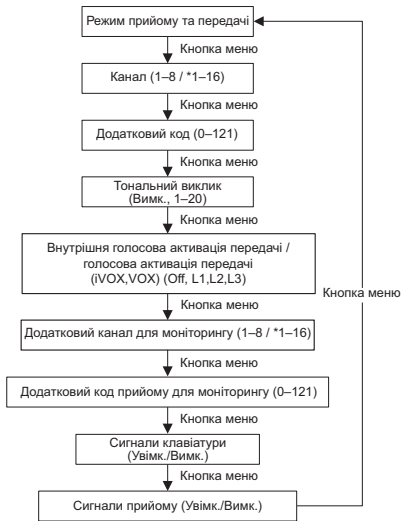 Режим прийому та передачі
Кнопка меню
Канал (1–8 / *1–16)
Кнопка меню
Додатковий код (0–121)
Кнопка меню
Тональний виклик
(Вимк., 1–20)
Кнопка меню
Внутрішня голосова активація передачі /
голосова активація передачі
(iVOX,VOX) (Off, L1,L2,L3)
Кнопка меню
Кнопка меню
Додатковий канал для моніторингу (1–8 / *1–16)
Кнопка меню
Додатковий код прийому для моніторингу (0–121)
Кнопка меню
Сигнали клавіатури
(Увімк./Вимк.)
Кнопка меню
Сигнали прийому (Увімк./Вимк.)